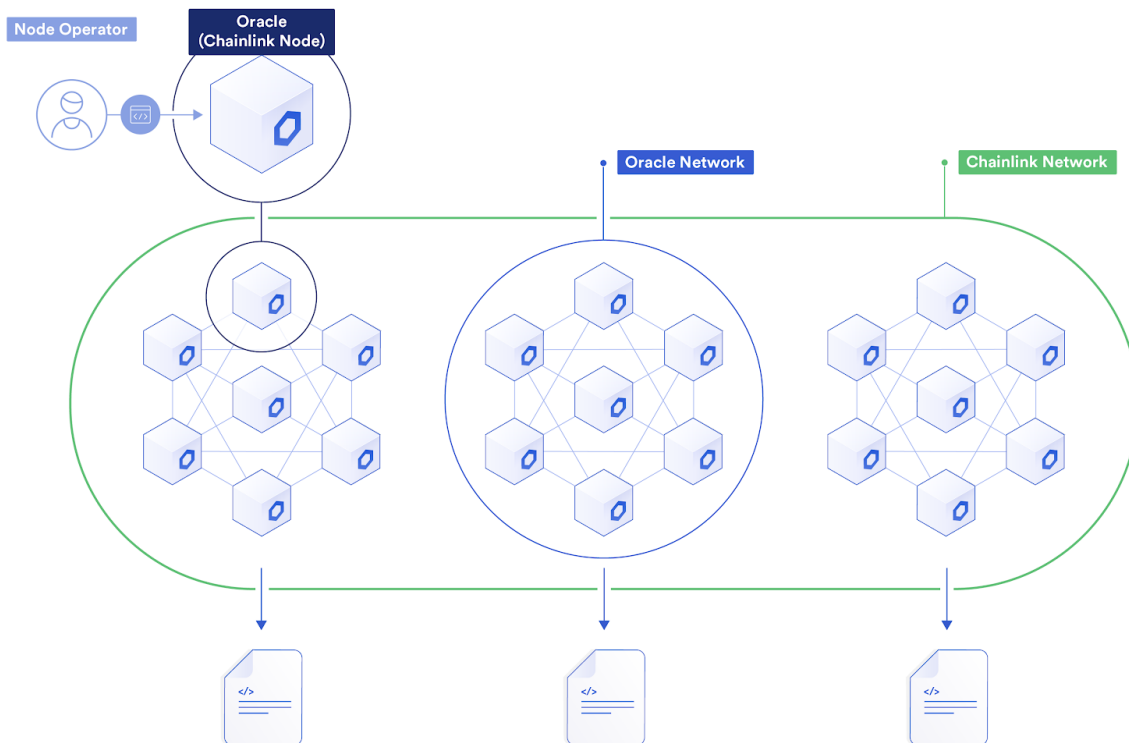 Node Operator
Oracle
(Chainlink Node)
</>
Oracle Network
Chainlink Network
</>
</>
</>